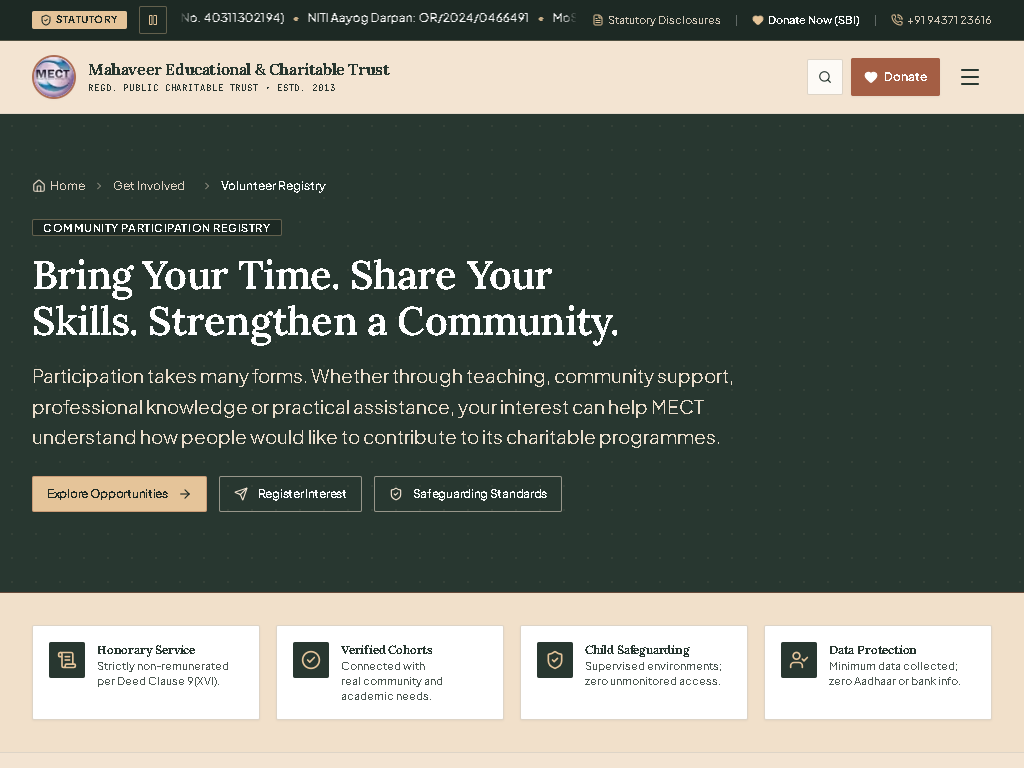 STATUTORY
No. 40311302194) • NITI Aayog Darpan: OR/2024/0466491 • MoS
Statutory Disclosures
Donate Now (SBI)
+91 94371 23616
MECT
Mahaveer Educational & Charitable Trust
REGD. PUBLIC CHARITABLE TRUST • ESTD. 2013
Donate
Home
Get Involved
Volunteer Registry
COMMUNITY PARTICIPATION REGISTRY
Bring Your Time. Share Your
Skills. Strengthen a Community.
Participation takes many forms. Whether through teaching, community support,
professional knowledge or practical assistance, your interest can help MECT
understand how people would like to contribute to its charitable programmes.
Explore Opportunities
Register Interest
Safeguarding Standards
Honorary Service
Strictly non-remunerated
per Deed Clause 9(XVI).
Verified Cohorts
Connected with
real community and
academic needs.
Child Safeguarding
Supervised environments;
zero unmonitored access.
Data Protection
Minimum data collected;
zero Aadhaar or bank info.